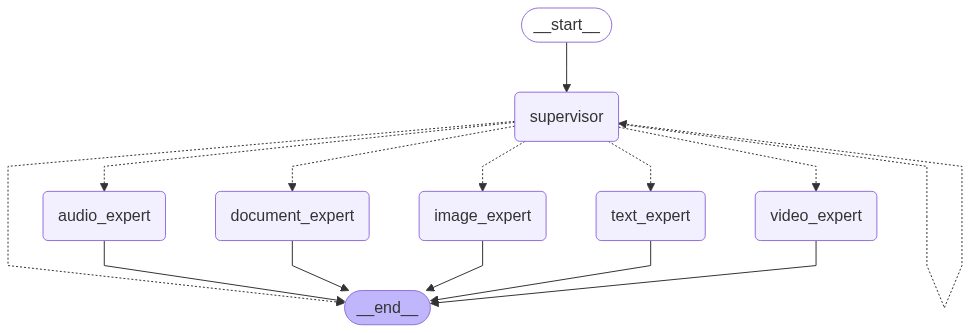 __start__
supervisor
audio_expert
document_expert
image_expert
text_expert
video_expert
__end__